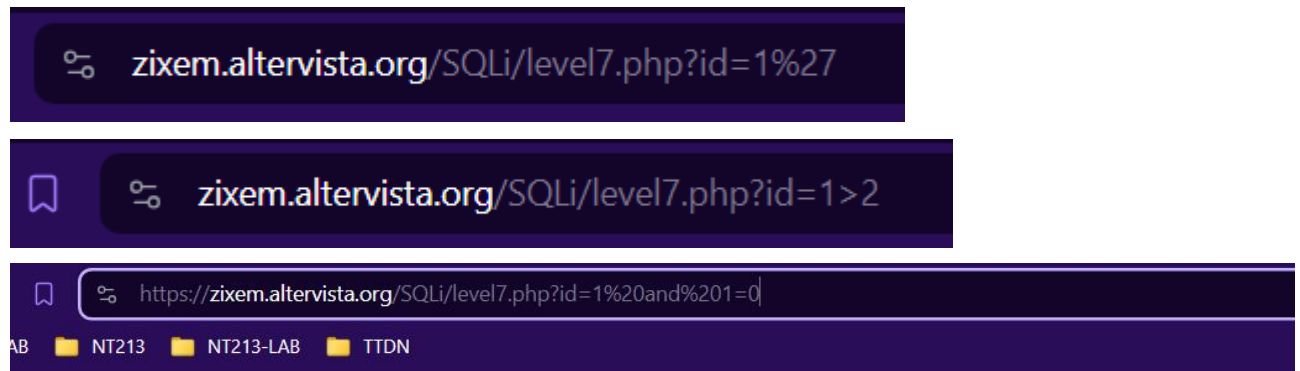 zixem.altervista.org/SQLi/level7.php?id=1%27
zixem.altervista.org/SQLi/level7.php?id=1>2
https://zixem.altervista.org/SQLi/level7.php?id=1%20and%201=0
AB NT213 NT213-LAB TTDN